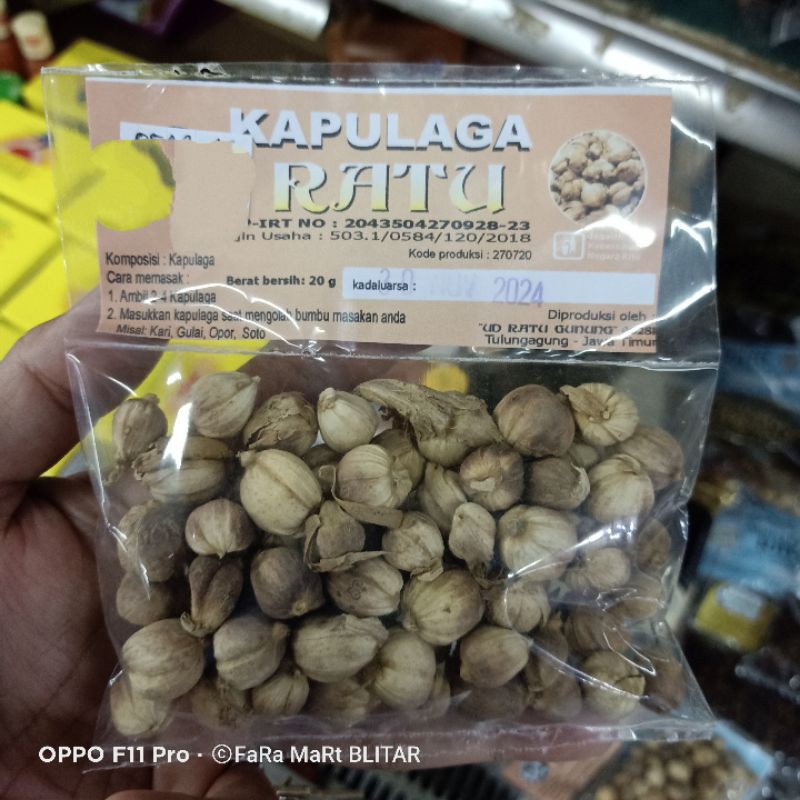 KAPULAGA
RATU
P-IRT NO : 2043504270928-23
Ijin Usaha : 503.1/0584/120/2018
Kode produksi : 270720
Komposisi : Kapulaga
Cara memasak :
Berat bersih: 20 g
kadaluarsa :
NOV 2024
1. Ambil 2-4 Kapulaga
2. Masukkan kapulaga saat mengolah bumbu masakan anda
Misal: Kari, Gulai, Opor, Soto
Diproduksi oleh :
UD RATU GUNUNG
Tulungagung - Jawa Timur
OPPO F11 Pro · ©FaRa MaRt BLITAR